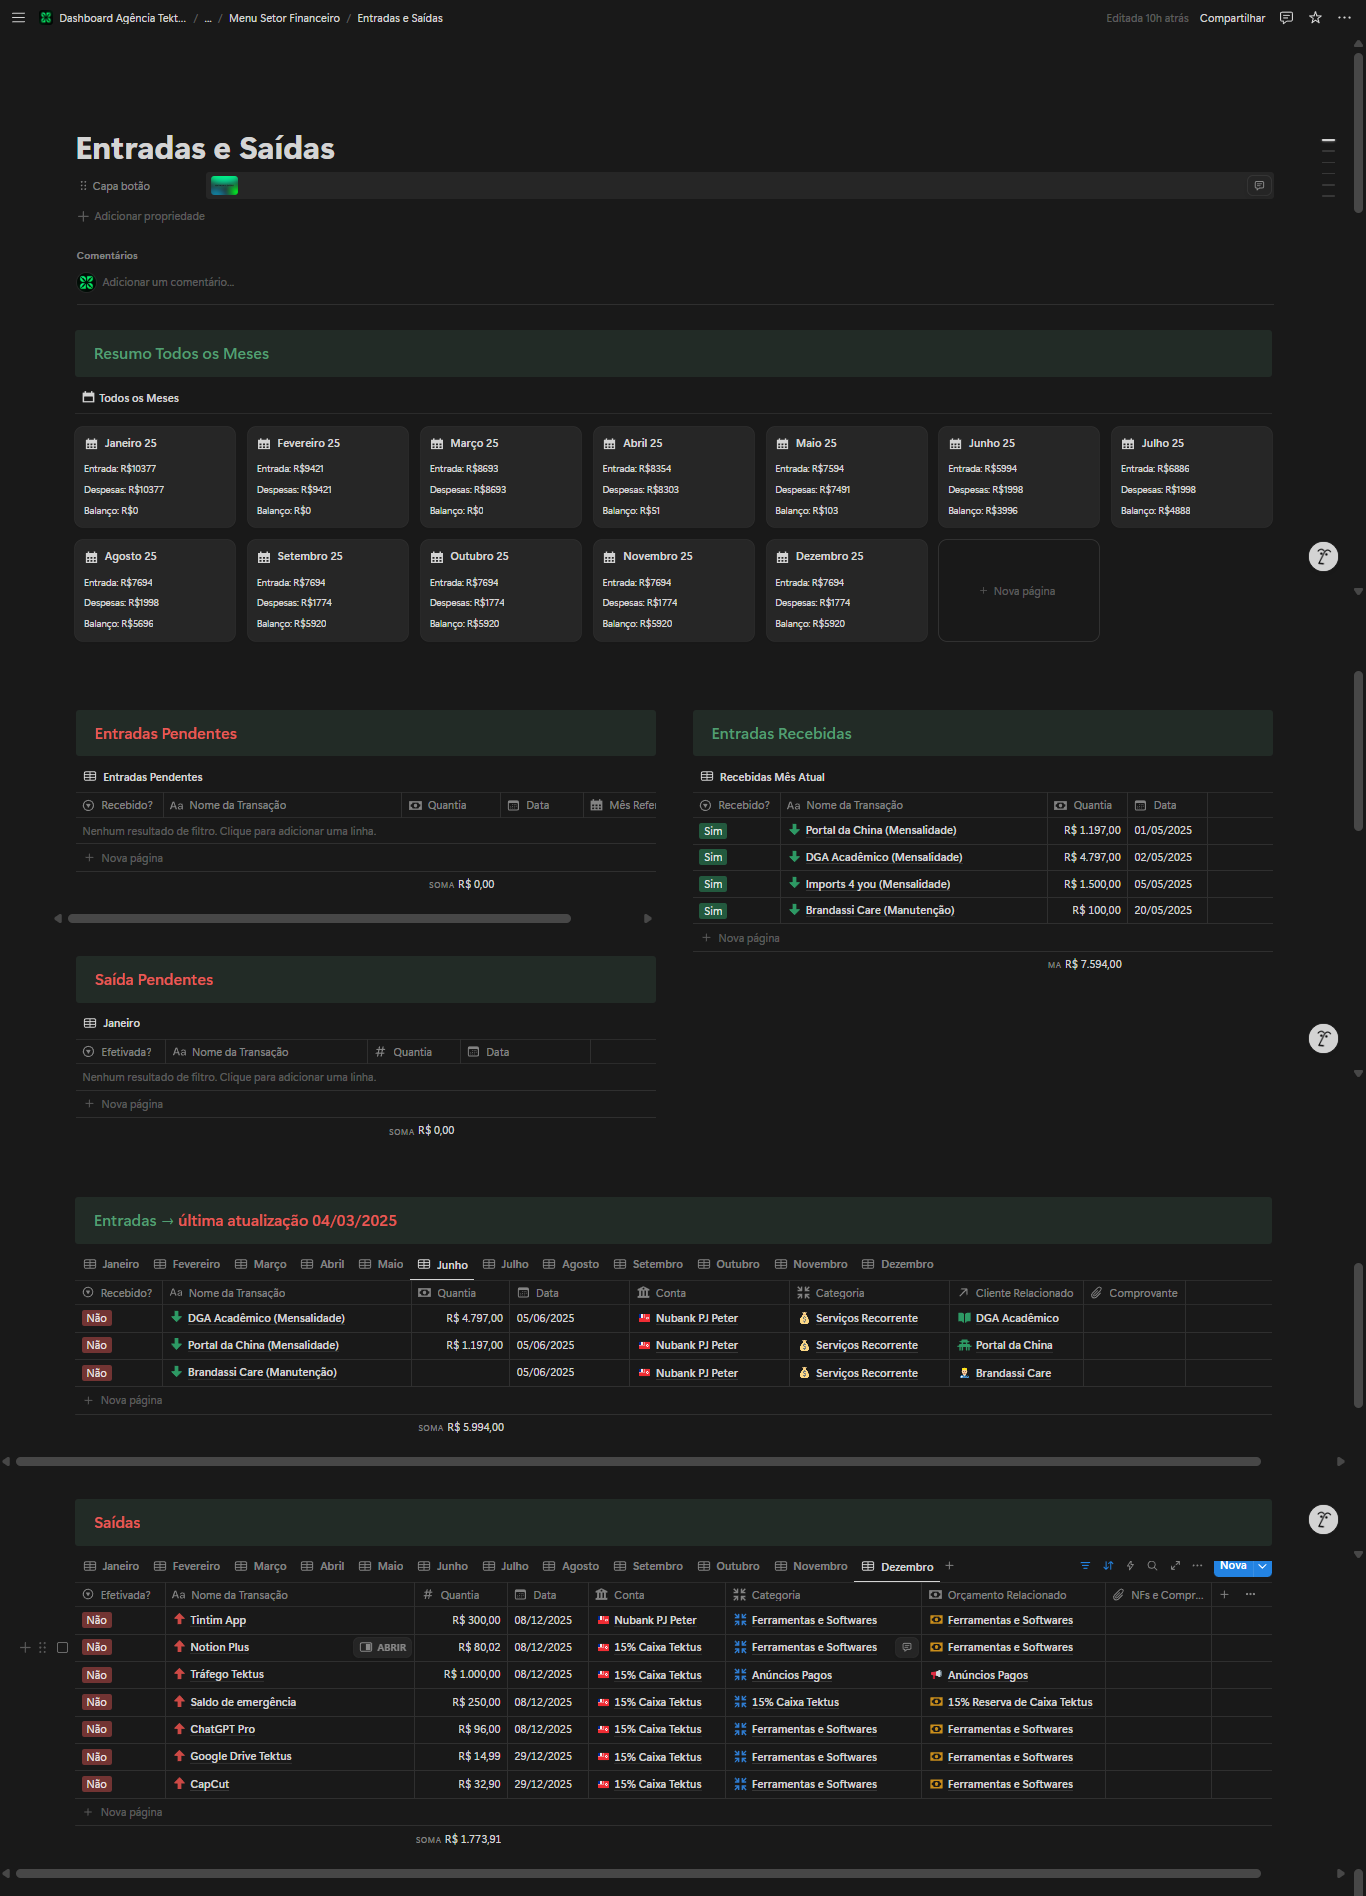 Dashboard Agência Tekt... / ... / Menu Setor Financeiro / Entradas e Saídas
Editada 10h atrás Compartilhar
Entradas e Saídas
Capa botão
Adicionar propriedade
Comentários
Adicionar um comentário...
Resumo Todos os Meses
Todos os Meses
Janeiro 25
Entrada: R$10377
Despesas: R$10377
Balanço: R$0
Fevereiro 25
Entrada: R$9421
Despesas: R$9421
Balanço: R$0
Março 25
Entrada: R$8693
Despesas: R$8693
Balanço: R$0
Abril 25
Entrada: R$8354
Despesas: R$8303
Balanço: R$51
Maio 25
Entrada: R$7594
Despesas: R$7491
Balanço: R$103
Junho 25
Entrada: R$5994
Despesas: R$1998
Balanço: R$3996
Julho 25
Entrada: R$6886
Despesas: R$1998
Balanço: R$4888
Agosto 25
Entrada: R$7694
Despesas: R$1998
Balanço: R$5696
Setembro 25
Entrada: R$7694
Despesas: R$1774
Balanço: R$5920
Outubro 25
Entrada: R$7694
Despesas: R$1774
Balanço: R$5920
Novembro 25
Entrada: R$7694
Despesas: R$1774
Balanço: R$5920
Dezembro 25
Entrada: R$7694
Despesas: R$1774
Balanço: R$5920
+ Nova página
Entradas Pendentes
Entradas Pendentes
Recebido? Aa Nome da Transação Quantia Data Mês Refer
Nenhum resultado de filtro. Clique para adicionar uma linha.
+ Nova página
SOMA R$ 0,00
Entradas Recebidas
Recebidas Mês Atual
Recebido? Aa Nome da Transação Quantia Data
Sim Portal da China (Mensalidade) R$ 1.197,00 01/05/2025
Sim DGA Acadêmico (Mensalidade) R$ 4.797,00 02/05/2025
Sim Imports 4 you (Mensalidade) R$ 1.500,00 05/05/2025
Sim Brandassi Care (Manutenção) R$ 100,00 20/05/2025
+ Nova página
MA R$ 7.594,00
Saída Pendentes
Janeiro
Efetivada? Aa Nome da Transação # Quantia Data
Nenhum resultado de filtro. Clique para adicionar uma linha.
+ Nova página
SOMA R$ 0,00
Entradas → última atualização 04/03/2025
Janeiro Fevereiro Março Abril Maio Junho Julho Agosto Setembro Outubro Novembro Dezembro
Recebido? Aa Nome da Transação Quantia Data Conta Categoria Cliente Relacionado Comprovante
Não DGA Acadêmico (Mensalidade) R$ 4.797,00 05/06/2025 Nubank PJ Peter Serviços Recorrente DGA Acadêmico
Não Portal da China (Mensalidade) R$ 1.197,00 05/06/2025 Nubank PJ Peter Serviços Recorrente Portal da China
Não Brandassi Care (Manutenção) 05/06/2025 Nubank PJ Peter Serviços Recorrente Brandassi Care
+ Nova página
SOMA R$ 5.994,00
Saídas
Janeiro Fevereiro Março Abril Maio Junho Julho Agosto Setembro Outubro Novembro Dezembro + ... Nova
Efetivada? Aa Nome da Transação # Quantia Data Conta Categoria Orçamento Relacionado NFs e Compr... + ...
Não Tintim App R$ 300,00 08/12/2025 Nubank PJ Peter Ferramentas e Softwares Ferramentas e Softwares
Não Notion Plus ABRIR R$ 80,02 08/12/2025 15% Caixa Tektus Ferramentas e Softwares Ferramentas e Softwares
Não Tráfego Tektus R$ 1.000,00 08/12/2025 15% Caixa Tektus Anúncios Pagos Anúncios Pagos
Não Saldo de emergência R$ 250,00 08/12/2025 15% Caixa Tektus 15% Caixa Tektus 15% Reserva de Caixa Tektus
Não ChatGPT Pro R$ 96,00 08/12/2025 15% Caixa Tektus Ferramentas e Softwares Ferramentas e Softwares
Não Google Drive Tektus R$ 14,99 29/12/2025 15% Caixa Tektus Ferramentas e Softwares Ferramentas e Softwares
Não CapCut R$ 32,90 29/12/2025 15% Caixa Tektus Ferramentas e Softwares Ferramentas e Softwares
+ Nova página
SOMA R$ 1.773,91